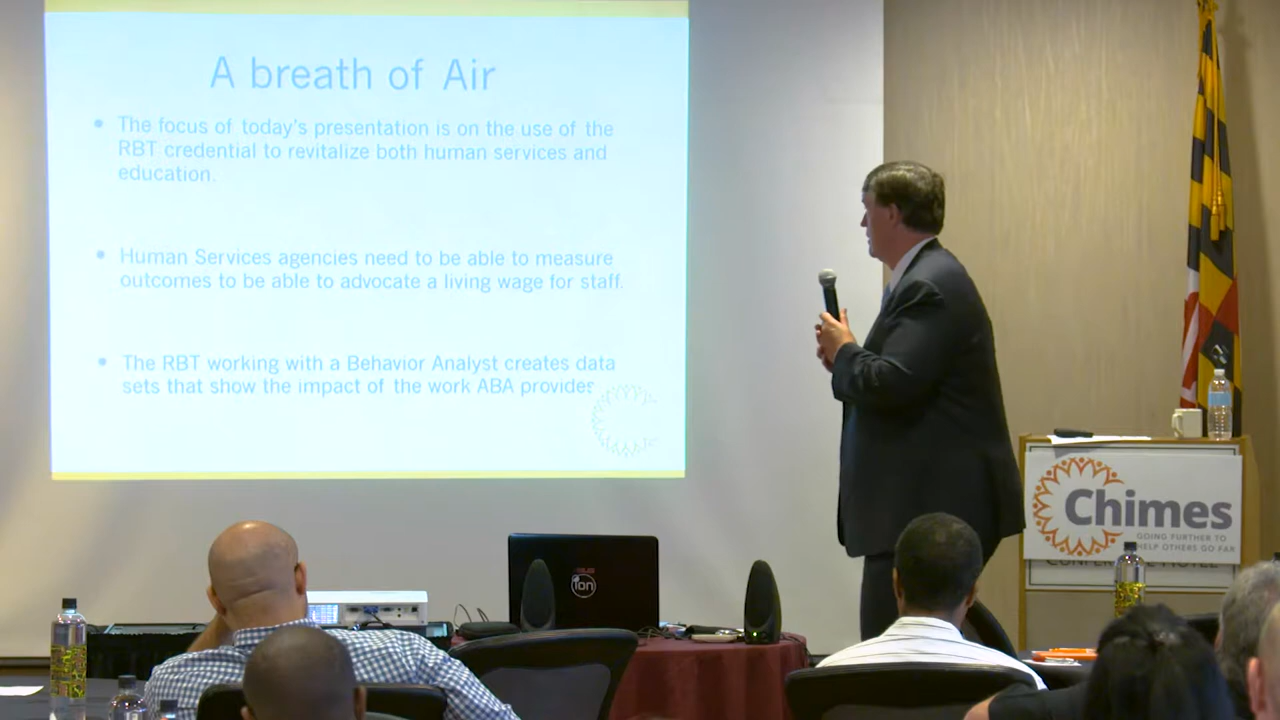 A breath of Air
• The focus of today's presentation is on the use of the
RBT credential to revitalize both human services and
education.
• Human Services agencies need to be able to measure
outcomes to be able to advocate a living wage for staff.
• The RBT working with a Behavior Analyst creates data
sets that show the impact of the work ABA provides
Chimes
GOING FURTHER TO
HELP OTHERS GO FAR
HOTEL
ASUS
ion